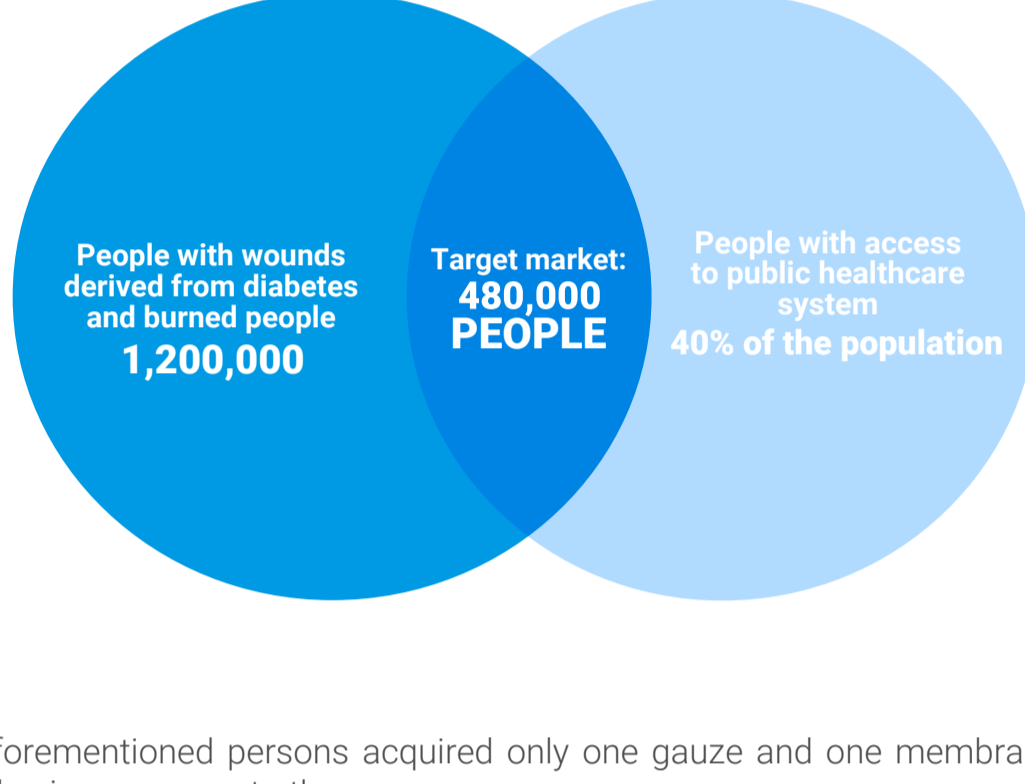 People with wounds
derived from diabetes
and burned people
1,200,000
Target market:
480,000
PEOPLE
People with access
to public healthcare
system
40% of the population
forementioned persons acquired only one gauze and one membra